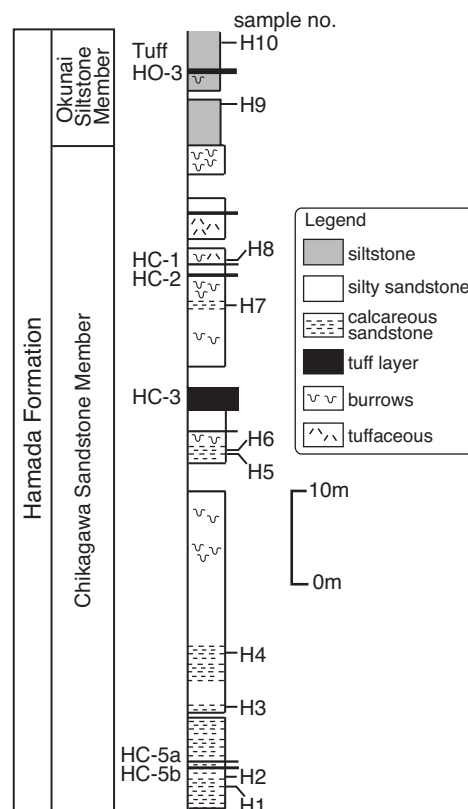 sample no.
Tuff
H10
HO-3
H9
HC-1
H8
HC-2
H7
HC-3
H6
H5
H4
H3
HC-5a
HC-5b
H2
H1
Hamada Formation
Okunai
Siltstone
Member
Chikagawa Sandstone Member
Legend
siltstone
silty sandstone
calcareous
sandstone
tuff layer
burrows
tuffaceous
10m
0m